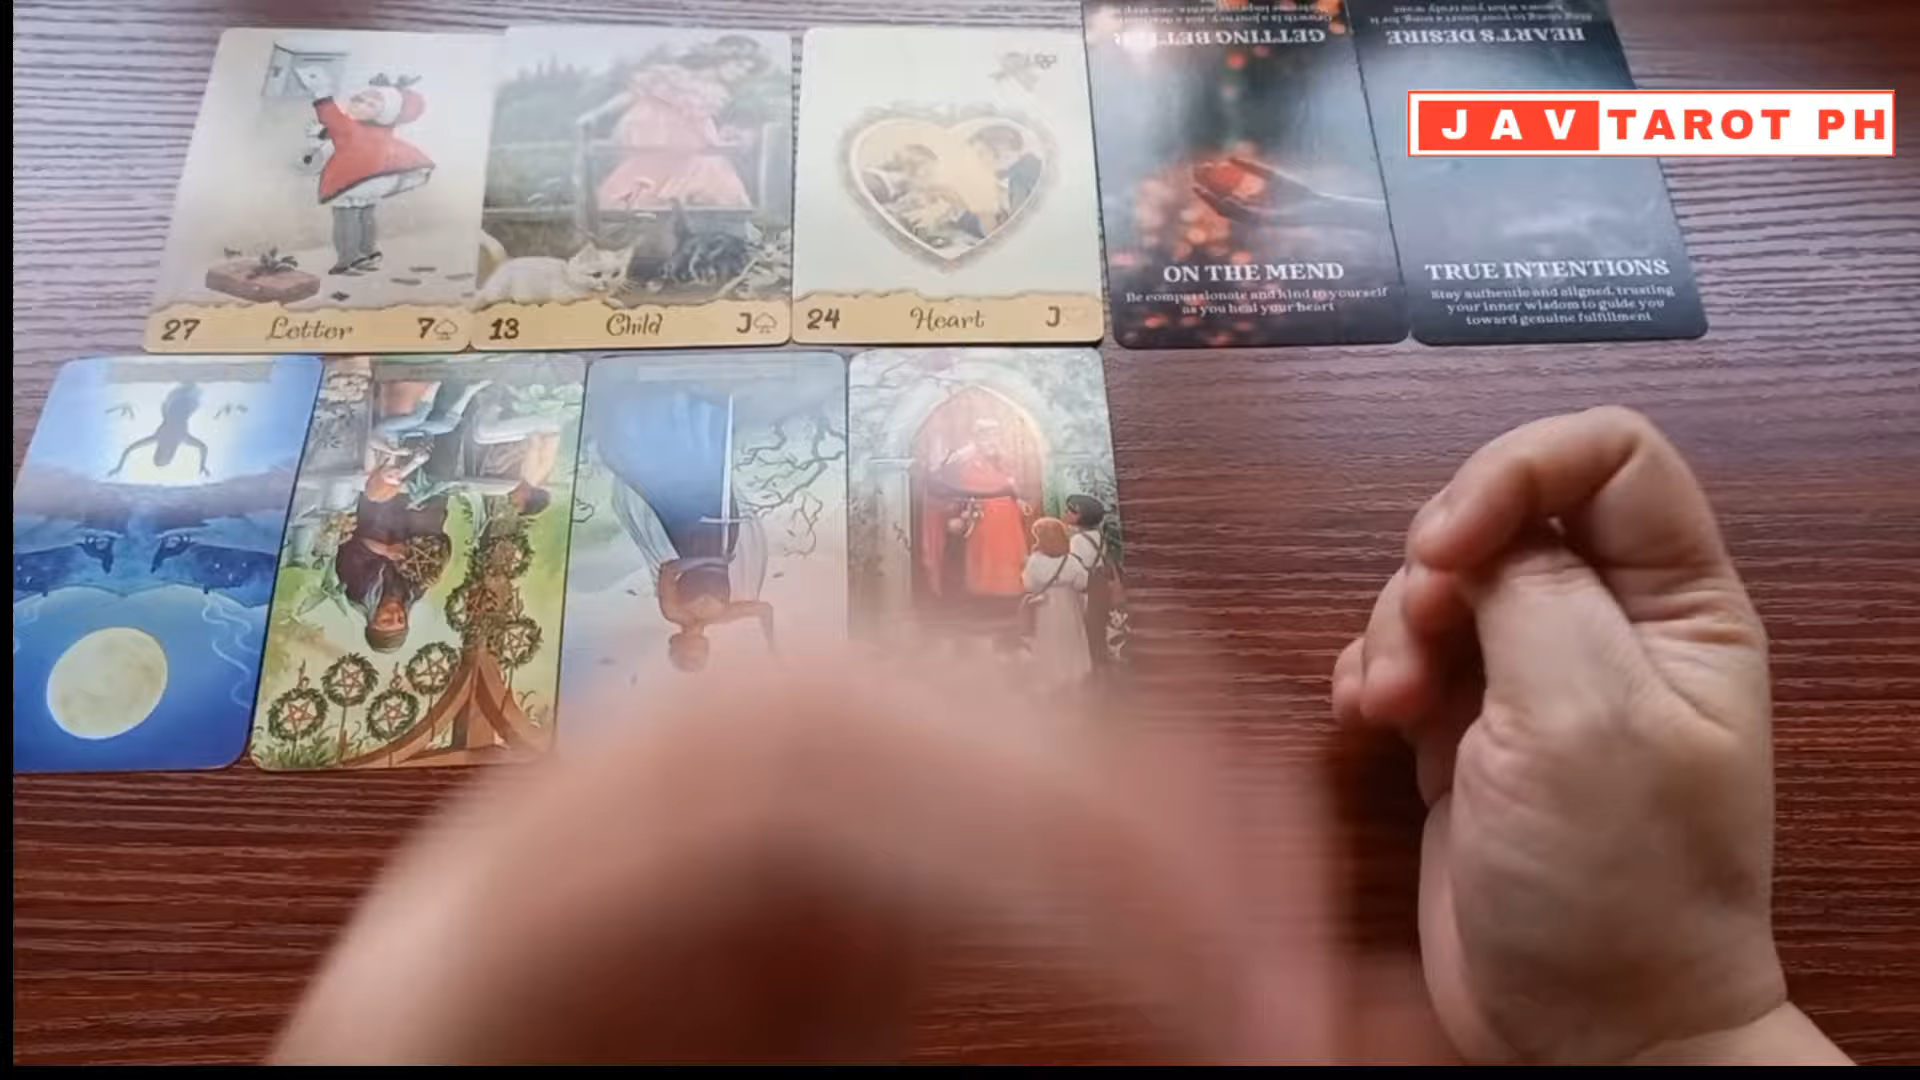 GETTING BETTER
HEART'S DESIRE
JAV TAROT PH
ON THE MEND
Be compassionate and kind to yourself
as you heal your heart
TRUE INTENTIONS
Stay authentic and aligned, trusting
your inner wisdom to guide you
toward genuine fulfillment
27 Letter 7
13 Child J
24 Heart J